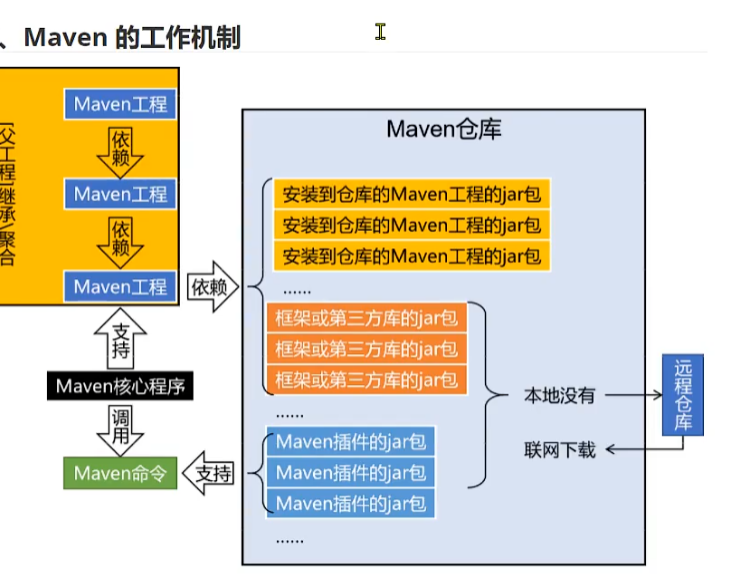 、Maven 的工作机制
Maven工程
依赖
Maven工程
依赖
Maven工程
父工程 继承/聚合
支持
Maven核心程序
调用
Maven命令
依赖
支持
Maven仓库
安装到仓库的Maven工程的jar包
安装到仓库的Maven工程的jar包
安装到仓库的Maven工程的jar包
......
框架或第三方库的jar包
框架或第三方库的jar包
框架或第三方库的jar包
......
Maven插件的jar包
Maven插件的jar包
Maven插件的jar包
......
本地没有
联网下载
远程仓库